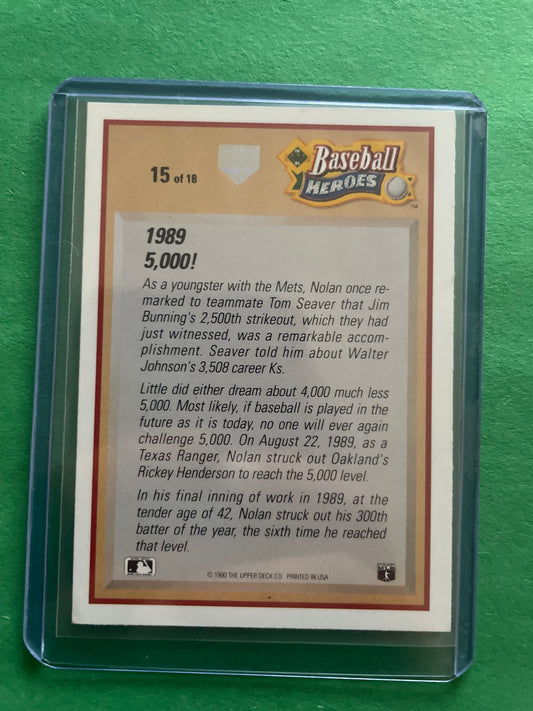 15 of 18
Baseball
HEROES
TM
1989
5,000!
As a youngster with the Mets, Nolan once re-
marked to teammate Tom Seaver that Jim
Bunning's 2,500th strikeout, which they had
just witnessed, was a remarkable accom-
plishment. Seaver told him about Walter
Johnson's 3,508 career Ks.
Little did either dream about 4,000 much less
5,000. Most likely, if baseball is played in the
future as it is today, no one will ever again
challenge 5,000. On August 22, 1989, as a
Texas Ranger, Nolan struck out Oakland's
Rickey Henderson to reach the 5,000 level.
In his final inning of work in 1989, at the
tender age of 42, Nolan struck out his 300th
batter of the year, the sixth time he reached
that level.
© 1990 THE UPPER DECK CO. PRINTED IN USA